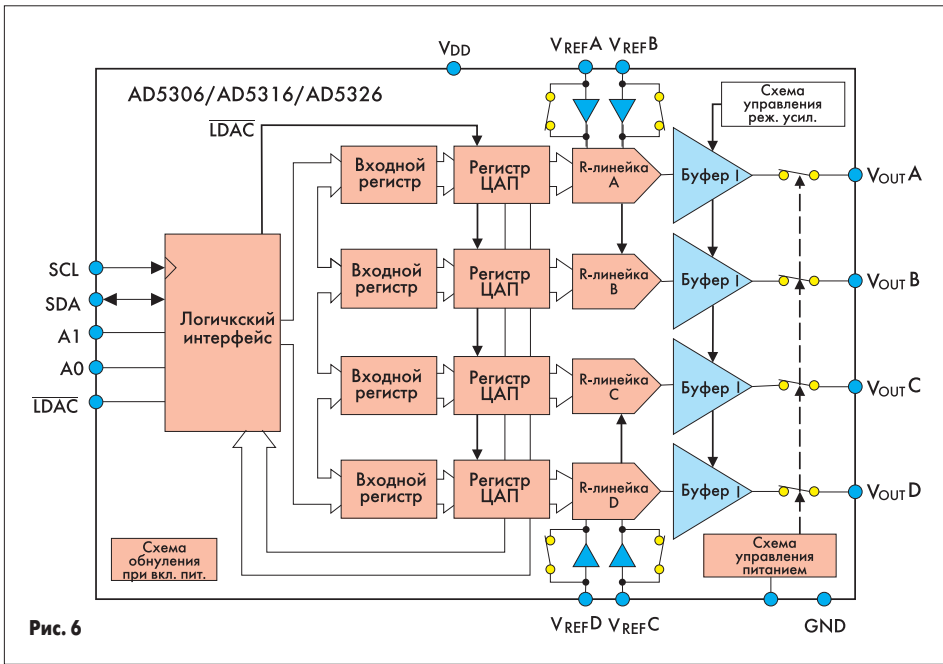 VDD
VREFA VREFB
AD5306/AD5316/AD5326
LDAC
Схема
управления
реж. усил.
Входной
регистр
Регистр
ЦАП
R-линейка
A
Буфер I
VOUTA
SCL
SDA
A1
A0
LDAC
Логичкский
интерфейс
Входной
регистр
Регистр
ЦАП
R-линейка
B
Буфер I
VOUTB
Входной
регистр
Регистр
ЦАП
R-линейка
C
Буфер I
VOUTC
Входной
регистр
Регистр
ЦАП
R-линейка
D
Буфер I
VOUTD
Схема
обнуления
при вкл. пит.
Схема
управления
питанием
Рис. 6
VREFD VREFC
GND